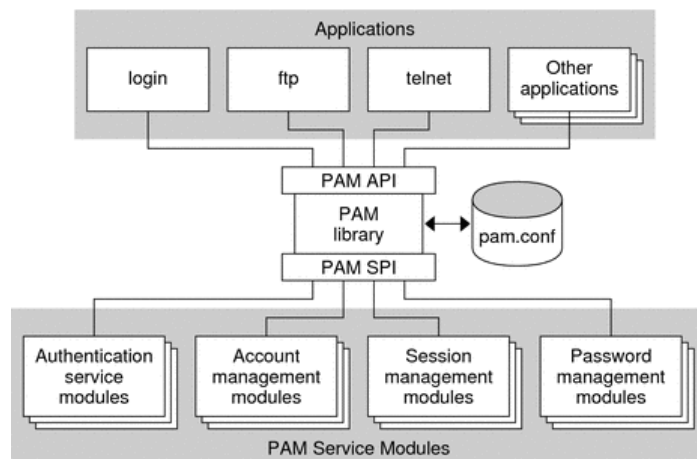 Applications
login
ftp
telnet
Other
applications
PAM API
PAM
library
pam.conf
PAM SPI
Authentication
service
modules
Account
management
modules
Session
management
modules
Password
management
modules
PAM Service Modules